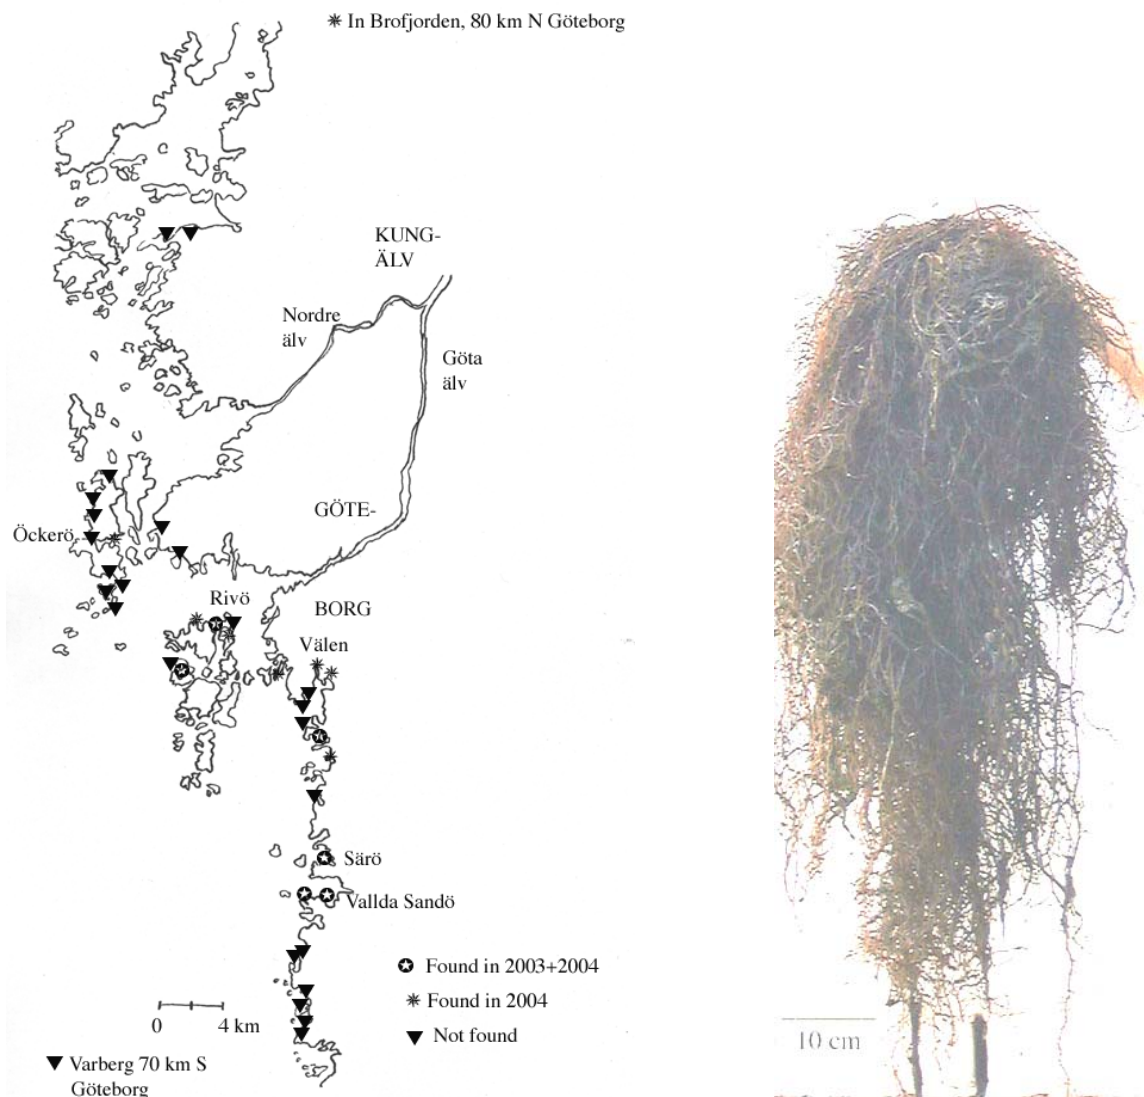 In Brofjorden, 80 km N Göteborg
KUNG-
ÄLV
Nordre
älv
Göta
älv
GÖTE-
Öckerö
Rivö
BORG
Välen
Särö
Vallda Sandö
Found in 2003+2004
Found in 2004
Not found
0 4 km
Varberg 70 km S
Göteborg
10 cm